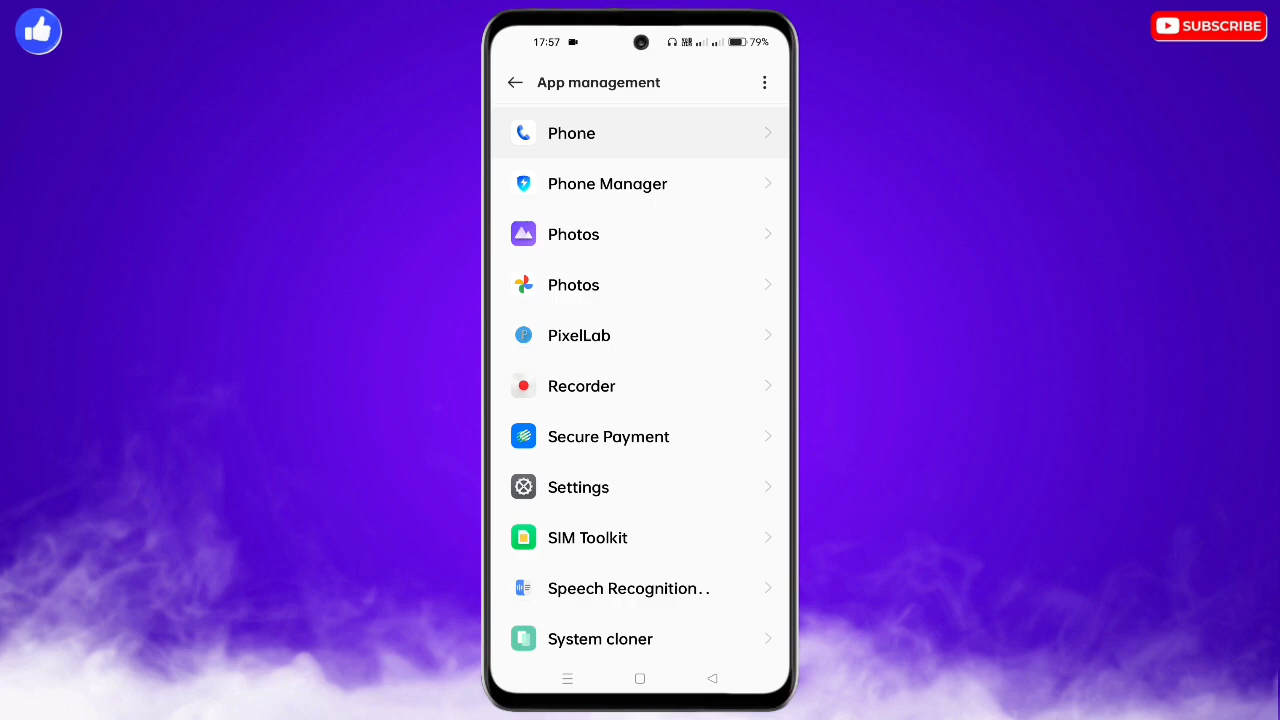 SUBSCRIBE
17:57 79%
App management
Phone
Phone Manager
Photos
Photos
PixelLab
Recorder
Secure Payment
Settings
SIM Toolkit
Speech Recognition..
System cloner